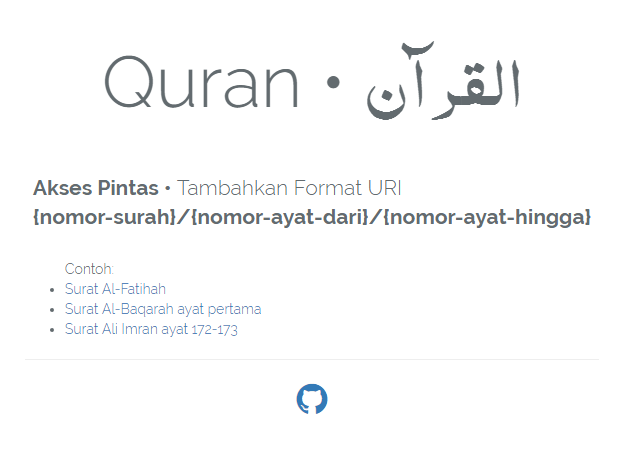 Quran • القرآن
Akses Pintas • Tambahkan Format URI
{nomor-surah}/{nomor-ayat-dari}/{nomor-ayat-hingga}
Contoh:
• Surat Al-Fatihah
• Surat Al-Baqarah ayat pertama
• Surat Ali Imran ayat 172-173